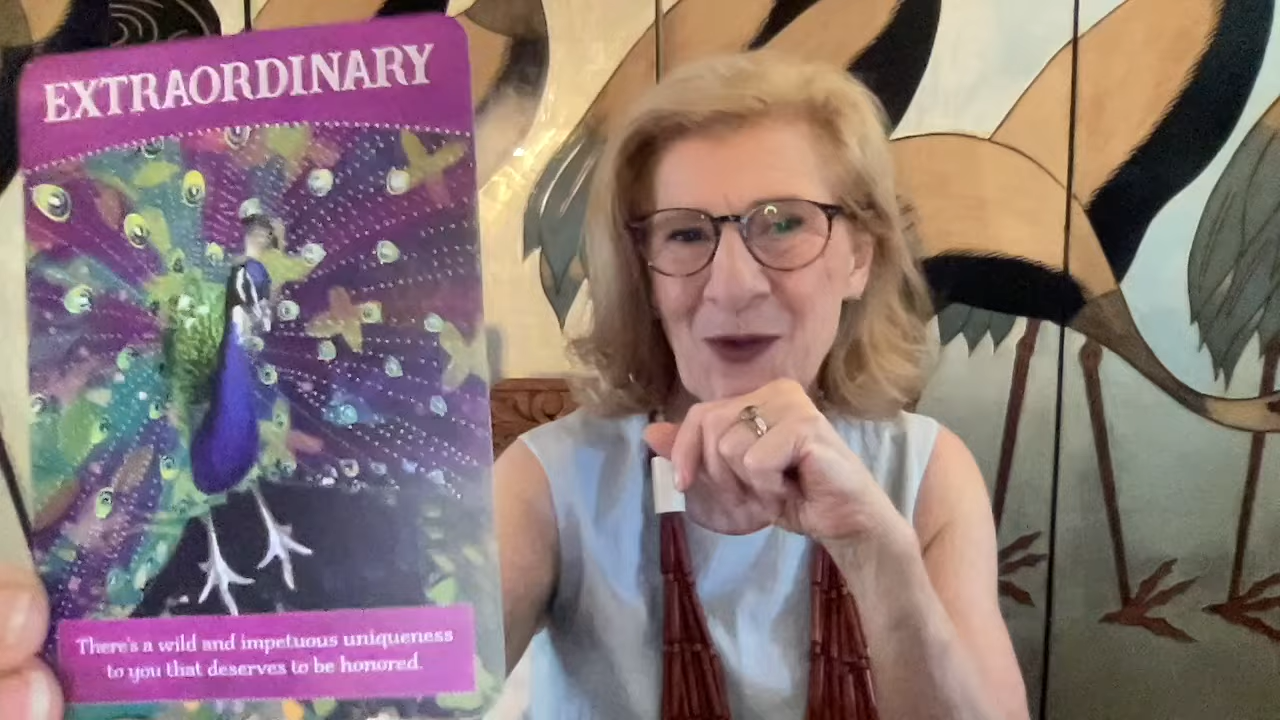 EXTRAORDINARY
There's a wild and impetuous uniqueness
to you that deserves to be honored.